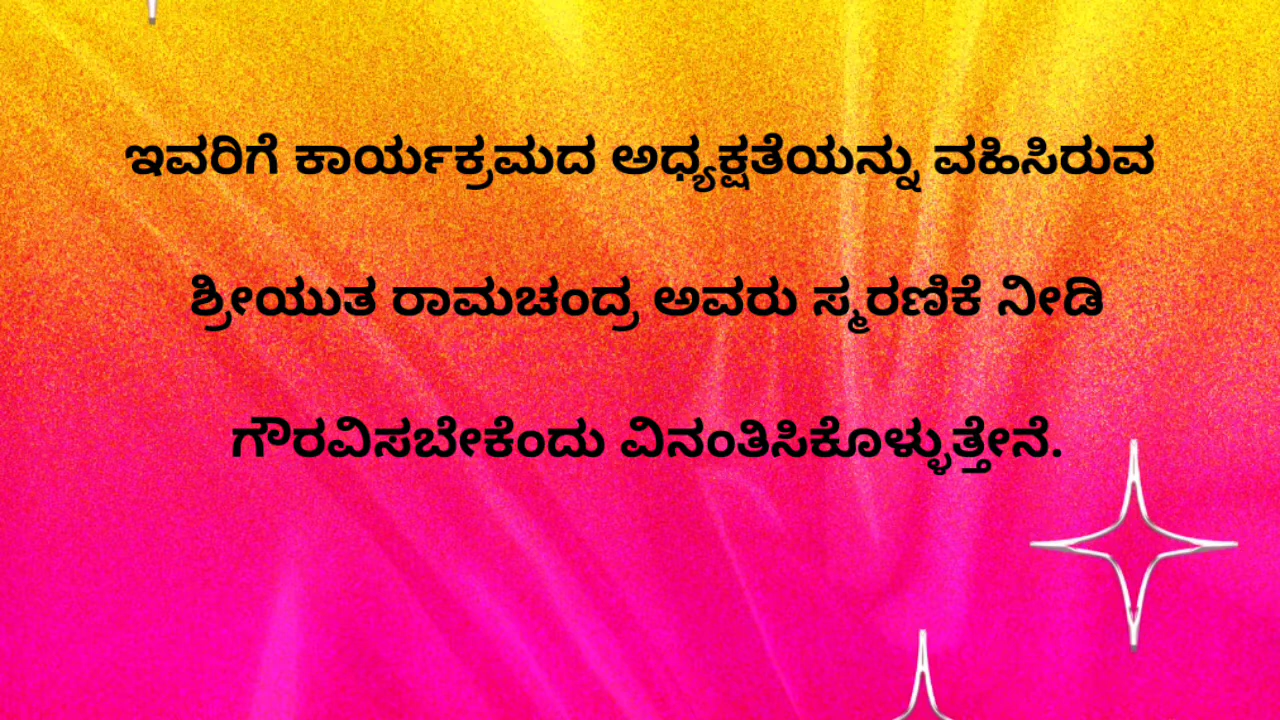 ಇವರಿಗೆ ಕಾರ್ಯಕ್ರಮದ ಅಧ್ಯಕ್ಷತೆಯನ್ನು ವಹಿಸಿರುವ
ಶ್ರೀಯುತ ರಾಮಚಂದ್ರ ಅವರು ಸ್ಮರಣಿಕೆ ನೀಡಿ
ಗೌರವಿಸಬೇಕೆಂದು ವಿನಂತಿಸಿಕೊಳ್ಳುತ್ತೇನೆ.